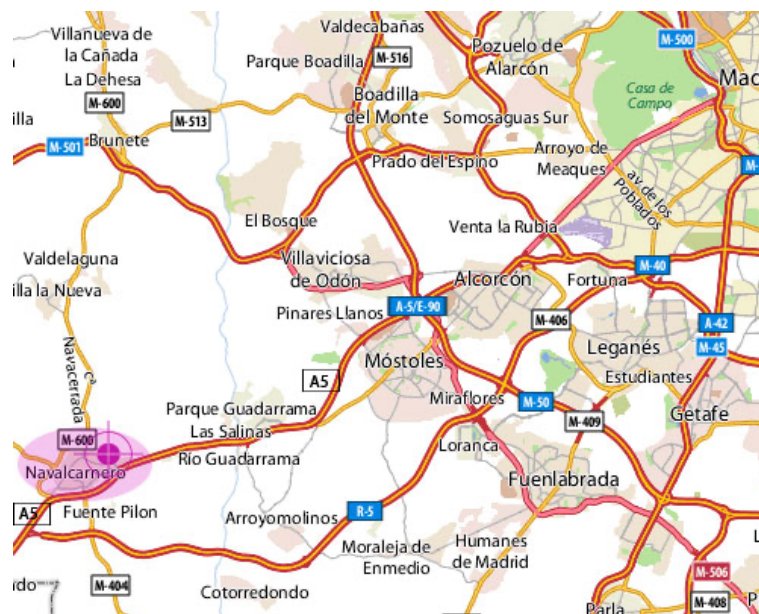 Valdecabañas
Villanueva de
la Cañada
M-500
Pozuelo de
Alarcón
Parque Boadilla
M-516
La Dehesa
Casa de
Campo
M-600
Boadilla
del Monte
M-513
Somosaguas Sur
Brunete
M-501
Prado del Espino
Arroyo de
Meaques
av de los
Poblados
El Bosque
Venta la Rubia
Valdelaguna
Villaviciosa
de Odón
M-40
Alcorcón
Fortuna
illa la Nueva
A-5/E-90
Pinares Llanos
M-406
A-42
M-45
Leganés
Móstoles
cª
Navacerrada
A5
Estudiantes
Miraflores
M-50
Parque Guadarrama
Getafe
M-409
Las Salinas
M-600
Loranca
Río Guadarrama
Navalcarnero
Fuenlabrada
A5
Fuente Pilon
R-5
Arroyomolinos
Humanes
de Madrid
Moraleja de
Enmedio
M-506
M-404
Cotorredondo
M-408
Parla